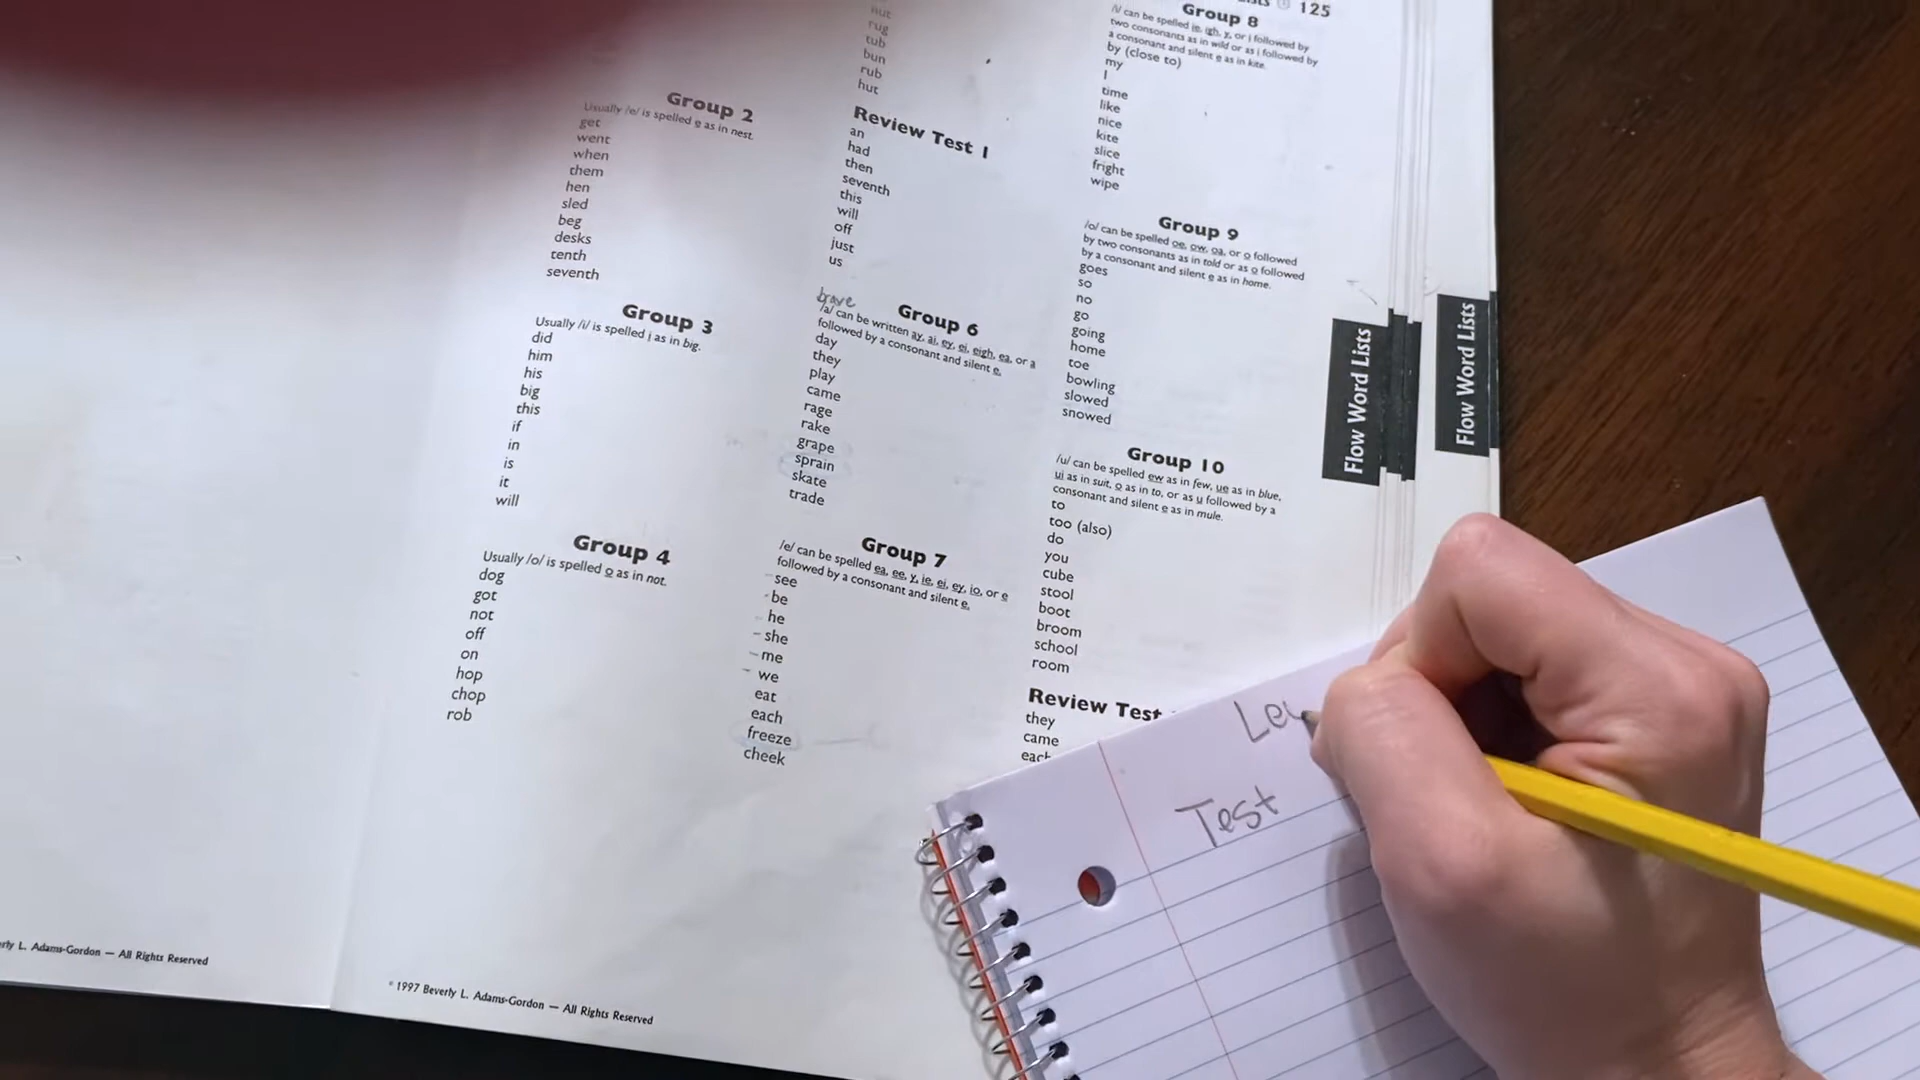 125
Group 2
Usually /e/ is spelled e as in nest.
get
went
when
them
hen
sled
beg
desks
tenth
seventh
Group 3
Usually /i/ is spelled i as in big.
did
him
his
big
this
if
in
is
it
will
Group 4
Usually /o/ is spelled o as in not.
dog
got
not
off
on
hop
chop
rob
rug
tub
bun
rub
hut
Review Test 1
an
had
then
seventh
this
will
off
just
us
brave
Group 6
/a/ can be written ay, ai, ey, ei, eigh, ea, or a
followed by a consonant and silent e.
day
they
play
came
rage
rake
grape
sprain
skate
trade
Group 7
/e/ can be spelled ea, ee, y, ie, ei, ey, io, or e
followed by a consonant and silent e.
see
be
he
she
me
we
eat
each
freeze
cheek
Group 8
/i/ can be spelled ie, igh, y, or i followed by
two consonants as in wild or as i followed by
a consonant and silent e as in kite.
by (close to)
my
I
time
like
nice
kite
slice
fright
wipe
Group 9
/o/ can be spelled oe, ow, oa, or o followed
by two consonants as in told or as o followed
by a consonant and silent e as in home.
goes
so
no
go
going
home
toe
bowling
slowed
snowed
Group 10
/u/ can be spelled ew as in few, ue as in blue,
ui as in suit, o as in to, or as u followed by a
consonant and silent e as in mule.
to
too (also)
do
you
cube
stool
boot
broom
school
room
Review Test
they
came
each
Flow Word Lists
Flow Word Lists
Lev
Test
L. Adams-Gordon — All Rights Reserved
© 1997 Beverly L. Adams-Gordon — All Rights Reserved